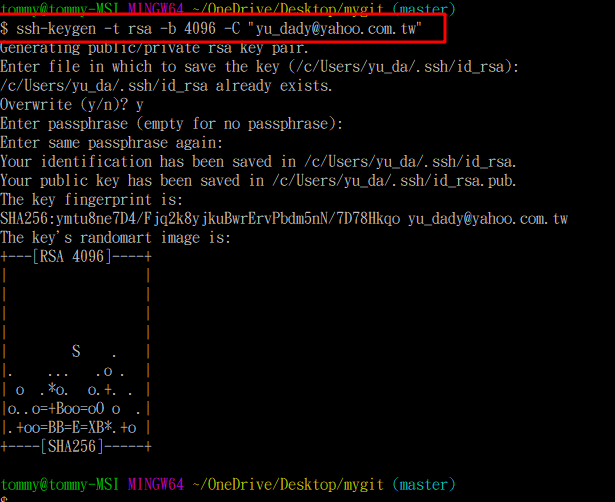 tommy@tommy-MSI MINGW64 ~/OneDrive/Desktop/mygit (master)
$ ssh-keygen -t rsa -b 4096 -C "yu_dady@yahoo.com.tw"
Generating public/private rsa key pair.
Enter file in which to save the key (/c/Users/yu_da/.ssh/id_rsa):
/c/Users/yu_da/.ssh/id_rsa already exists.
Overwrite (y/n)? y
Enter passphrase (empty for no passphrase):
Enter same passphrase again:
Your identification has been saved in /c/Users/yu_da/.ssh/id_rsa.
Your public key has been saved in /c/Users/yu_da/.ssh/id_rsa.pub.
The key fingerprint is:
SHA256:ymtu8ne7D4/Fjq2k8yjkuBwrErvPbdm5nN/7D78Hkqo yu_dady@yahoo.com.tw
The key's randomart image is:
+---[RSA 4096]----+
|                 |
|                 |
|                 |
|                 |
|        S    .   |
|.    ...   .o .  |
| o  .*o.  o.+. . |
|o..o=+Boo=oO o  .|
|.+oo=BB=E=XB*.+o |
+----[SHA256]-----+
tommy@tommy-MSI MINGW64 ~/OneDrive/Desktop/mygit (master)
$